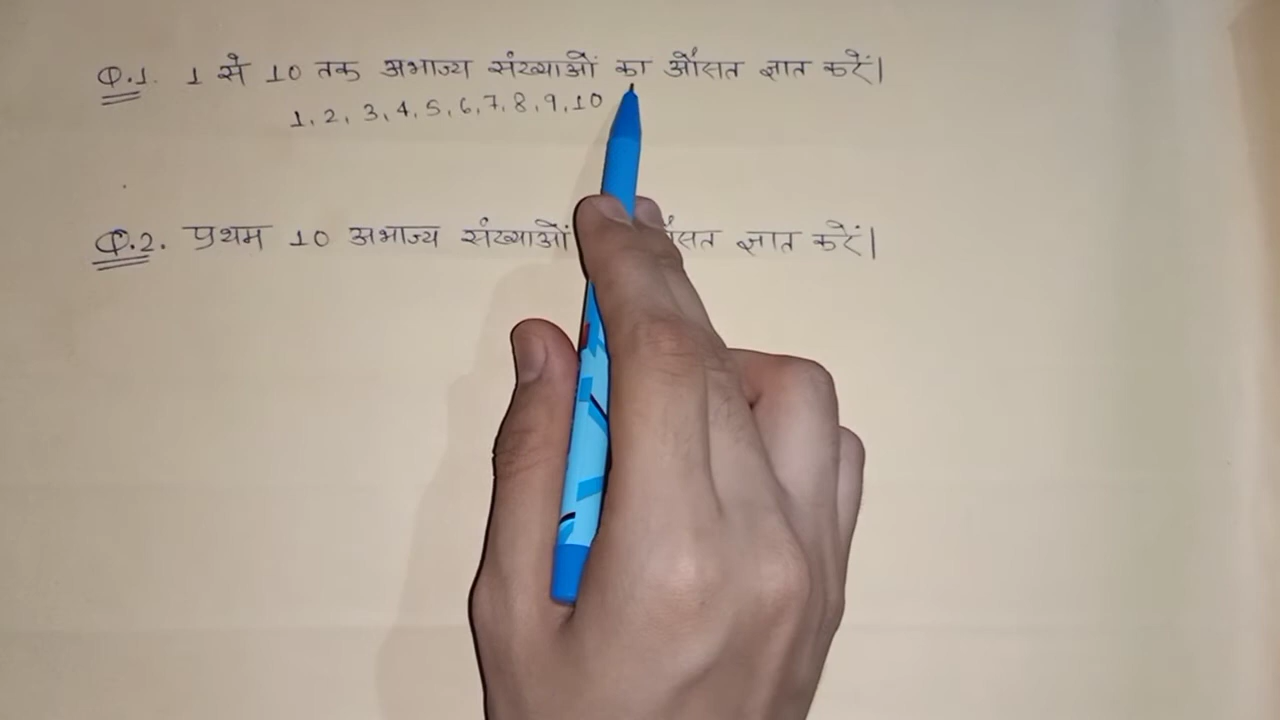 Q.1. 1 से 10 तक अभाज्य संख्याओं का औसत ज्ञात करें।
1, 2, 3, 4, 5, 6, 7, 8, 9, 10
Q.2. प्रथम 10 अभाज्य संख्याओं ज्ञात करें।